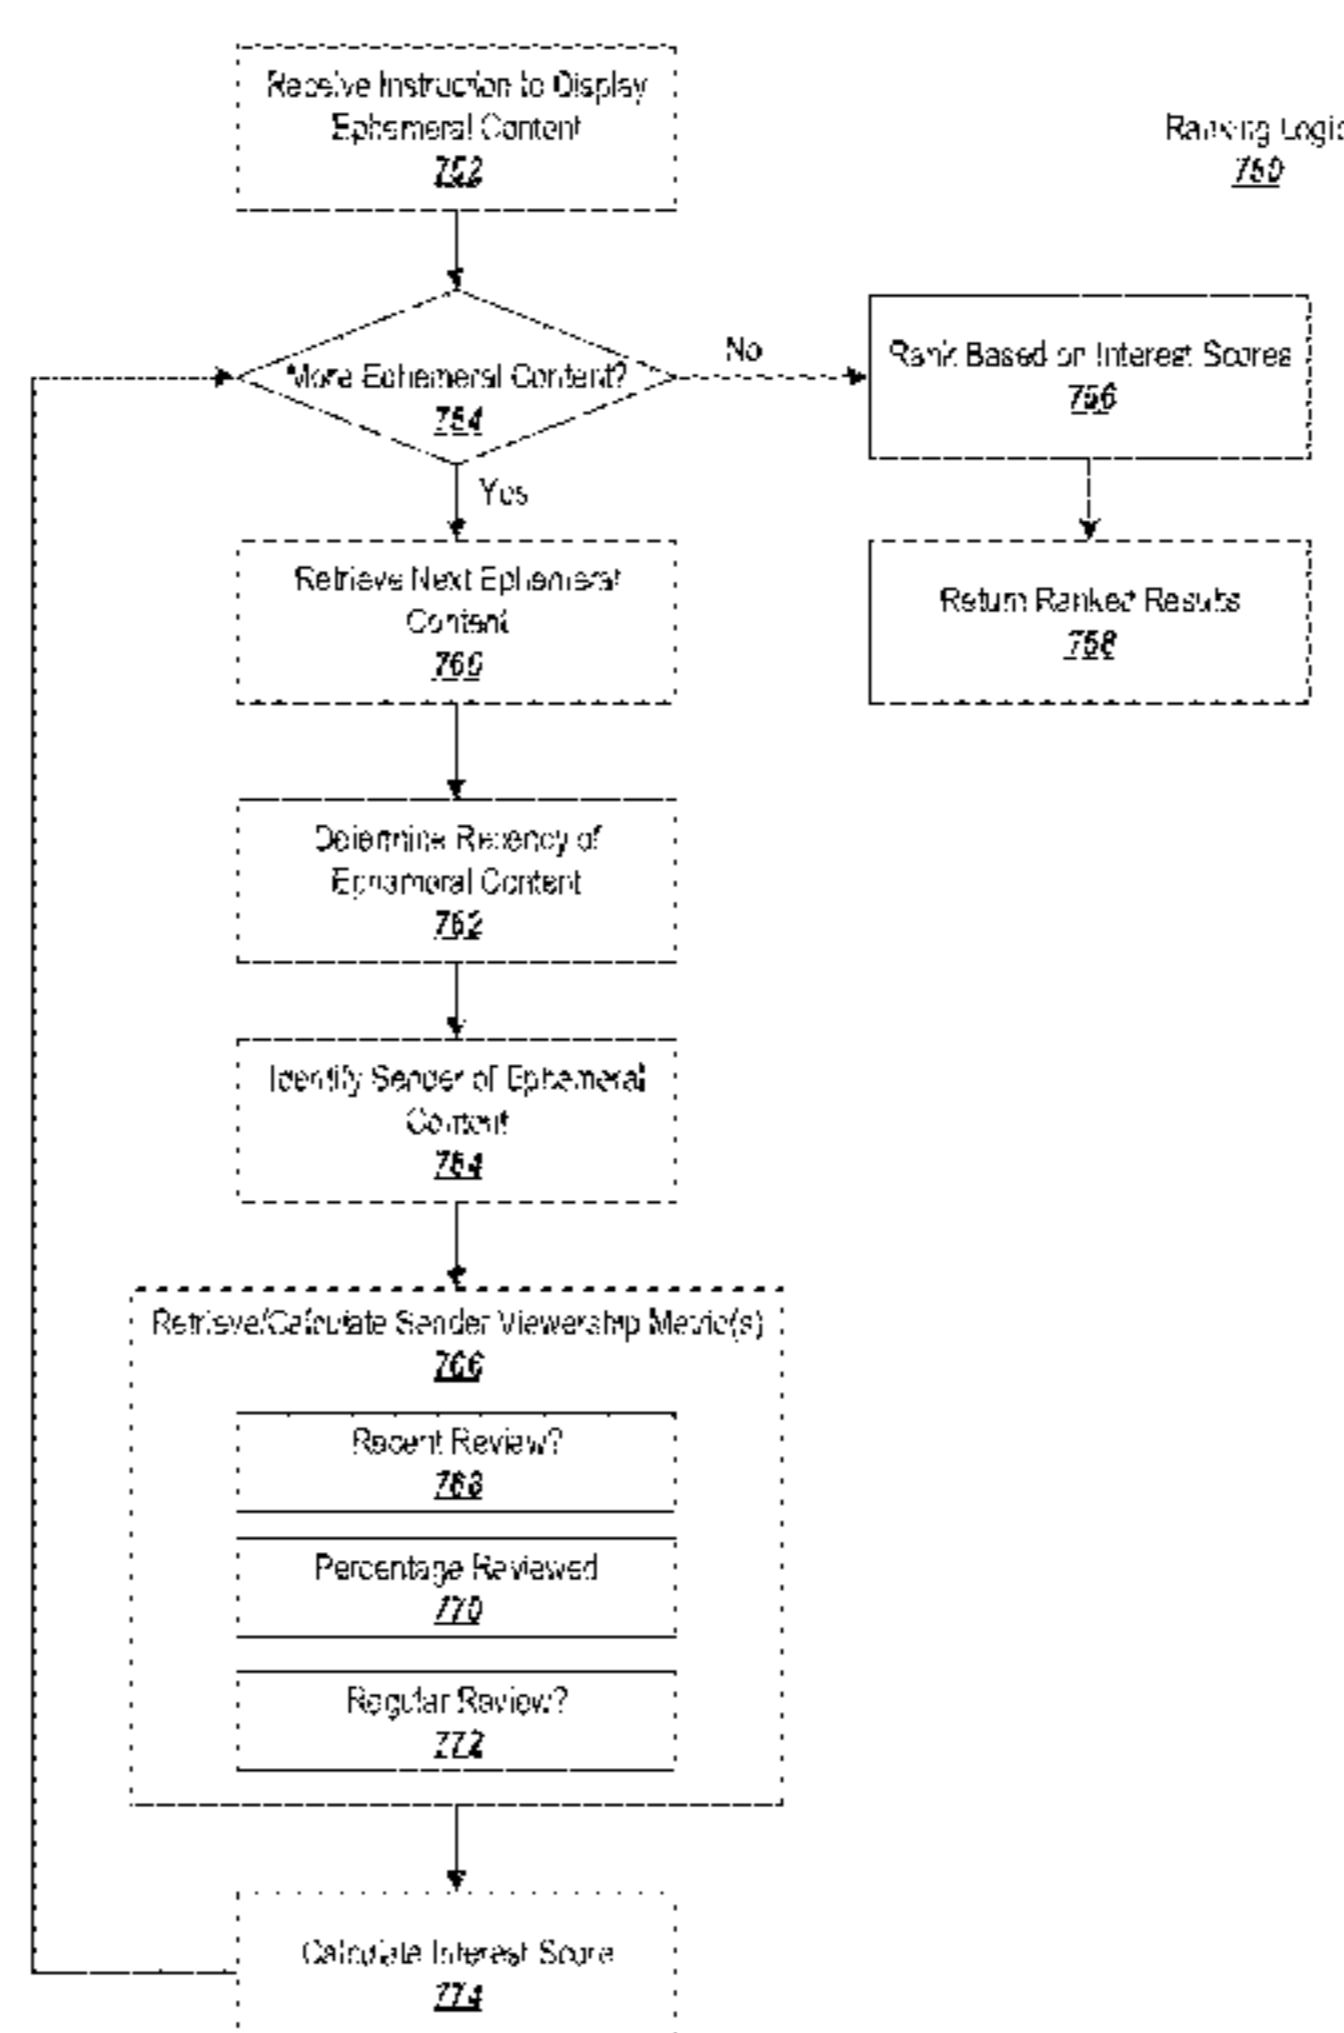 Receive Instruction to Display
Ephemeral Content
752
Ranking Logic
750
More Ephemeral Content?
754
No
Rank Based on Interest Scores
756
Yes
Retrieve Next Ephemeral
Content
760
Return Ranked Results
758
Determine Recency of
Ephemeral Content
762
Identify Sender of Ephemeral
Content
764
Retrieve/Calculate Sender Viewership Metric(s)
766
Recent Review?
768
Percentage Reviewed
770
Regular Review?
772
Calculate Interest Score
774